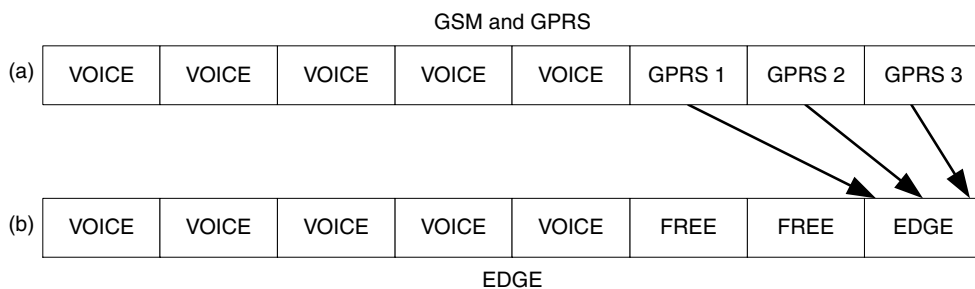 GSM and GPRS
(a) VOICE VOICE VOICE VOICE VOICE GPRS 1 GPRS 2 GPRS 3
(b) VOICE VOICE VOICE VOICE VOICE FREE FREE EDGE
EDGE